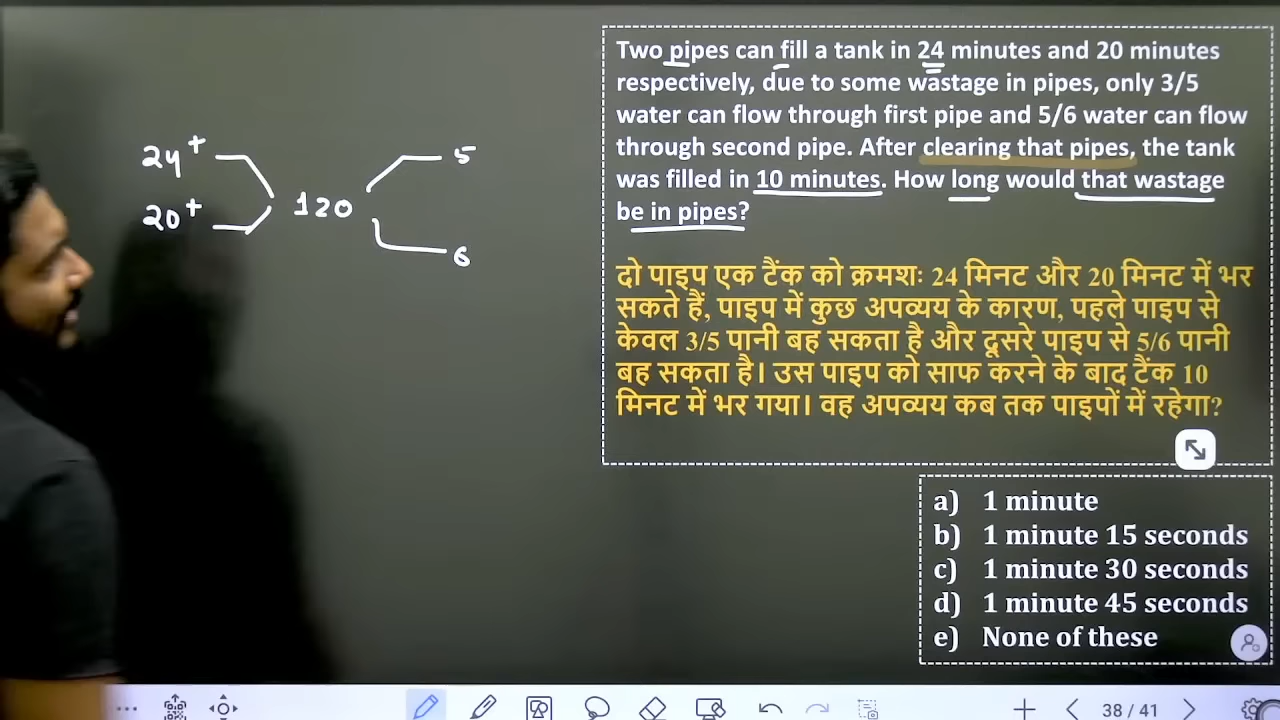 Two pipes can fill a tank in 24 minutes and 20 minutes
respectively, due to some wastage in pipes, only 3/5
water can flow through first pipe and 5/6 water can flow
through second pipe. After clearing that pipes, the tank
was filled in 10 minutes. How long would that wastage
be in pipes?
दो पाइप एक टैंक को क्रमशः 24 मिनट और 20 मिनट में भर
सकते हैं, पाइप में कुछ अपव्यय के कारण, पहले पाइप से
केवल 3/5 पानी बह सकता है और दूसरे पाइप से 5/6 पानी
बह सकता है। उस पाइप को साफ करने के बाद टैंक 10
मिनट में भर गया। वह अपव्यय कब तक पाइपों में रहेगा?
24+
20+
120
5
6
a) 1 minute
b) 1 minute 15 seconds
c) 1 minute 30 seconds
d) 1 minute 45 seconds
e) None of these
38 / 41